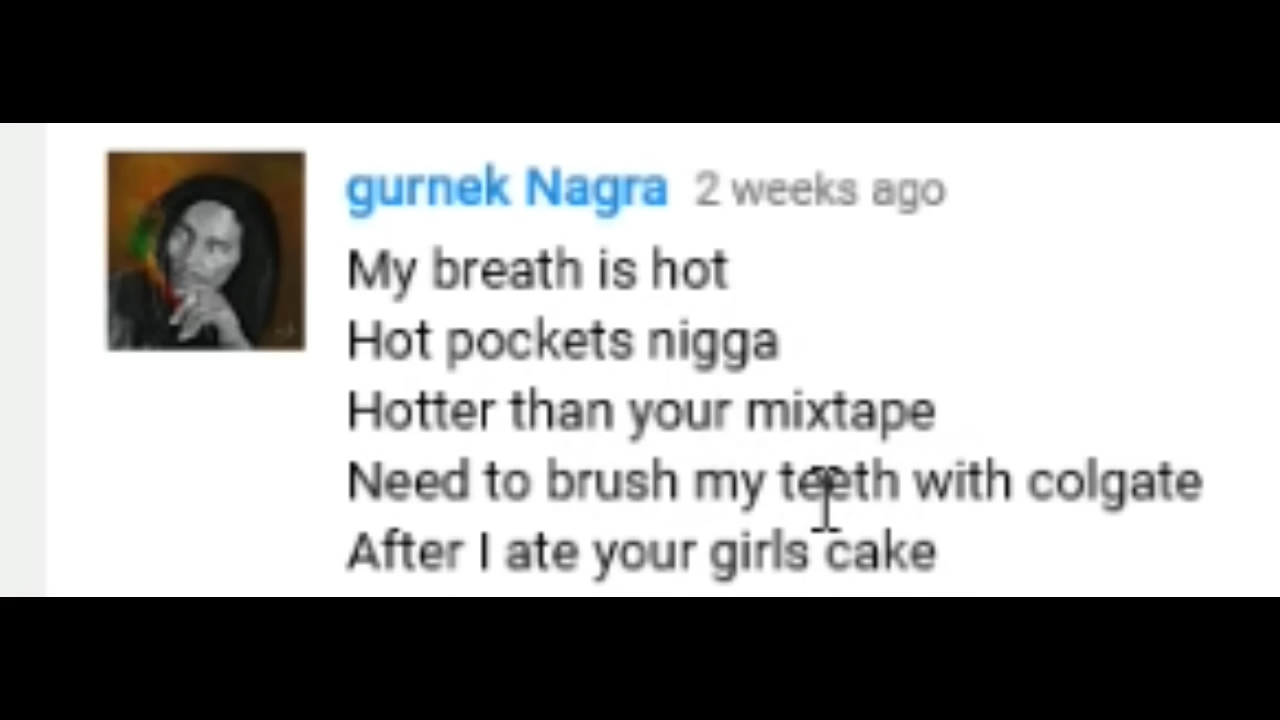 gurnek Nagra 2 weeks ago
My breath is hot
Hot pockets nigga
Hotter than your mixtape
Need to brush my teeth with colgate
After I ate your girls cake